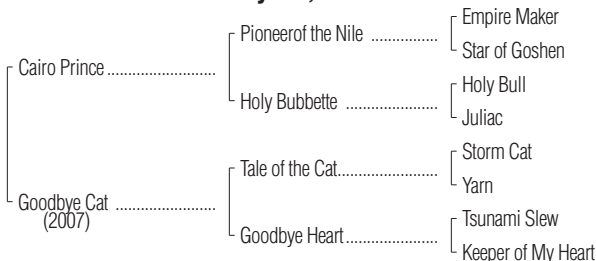 Empire Maker
Pioneerof the Nile ................
Star of Goshen
Cairo Prince .........................
Holy Bull
Holy Bubbette .....................
Juliac
Storm Cat
Tale of the Cat.......................
Yarn
Goodbye Cat .......................
(2007)
Tsunami Slew
Goodbye Heart.....................
Keeper of My Heart